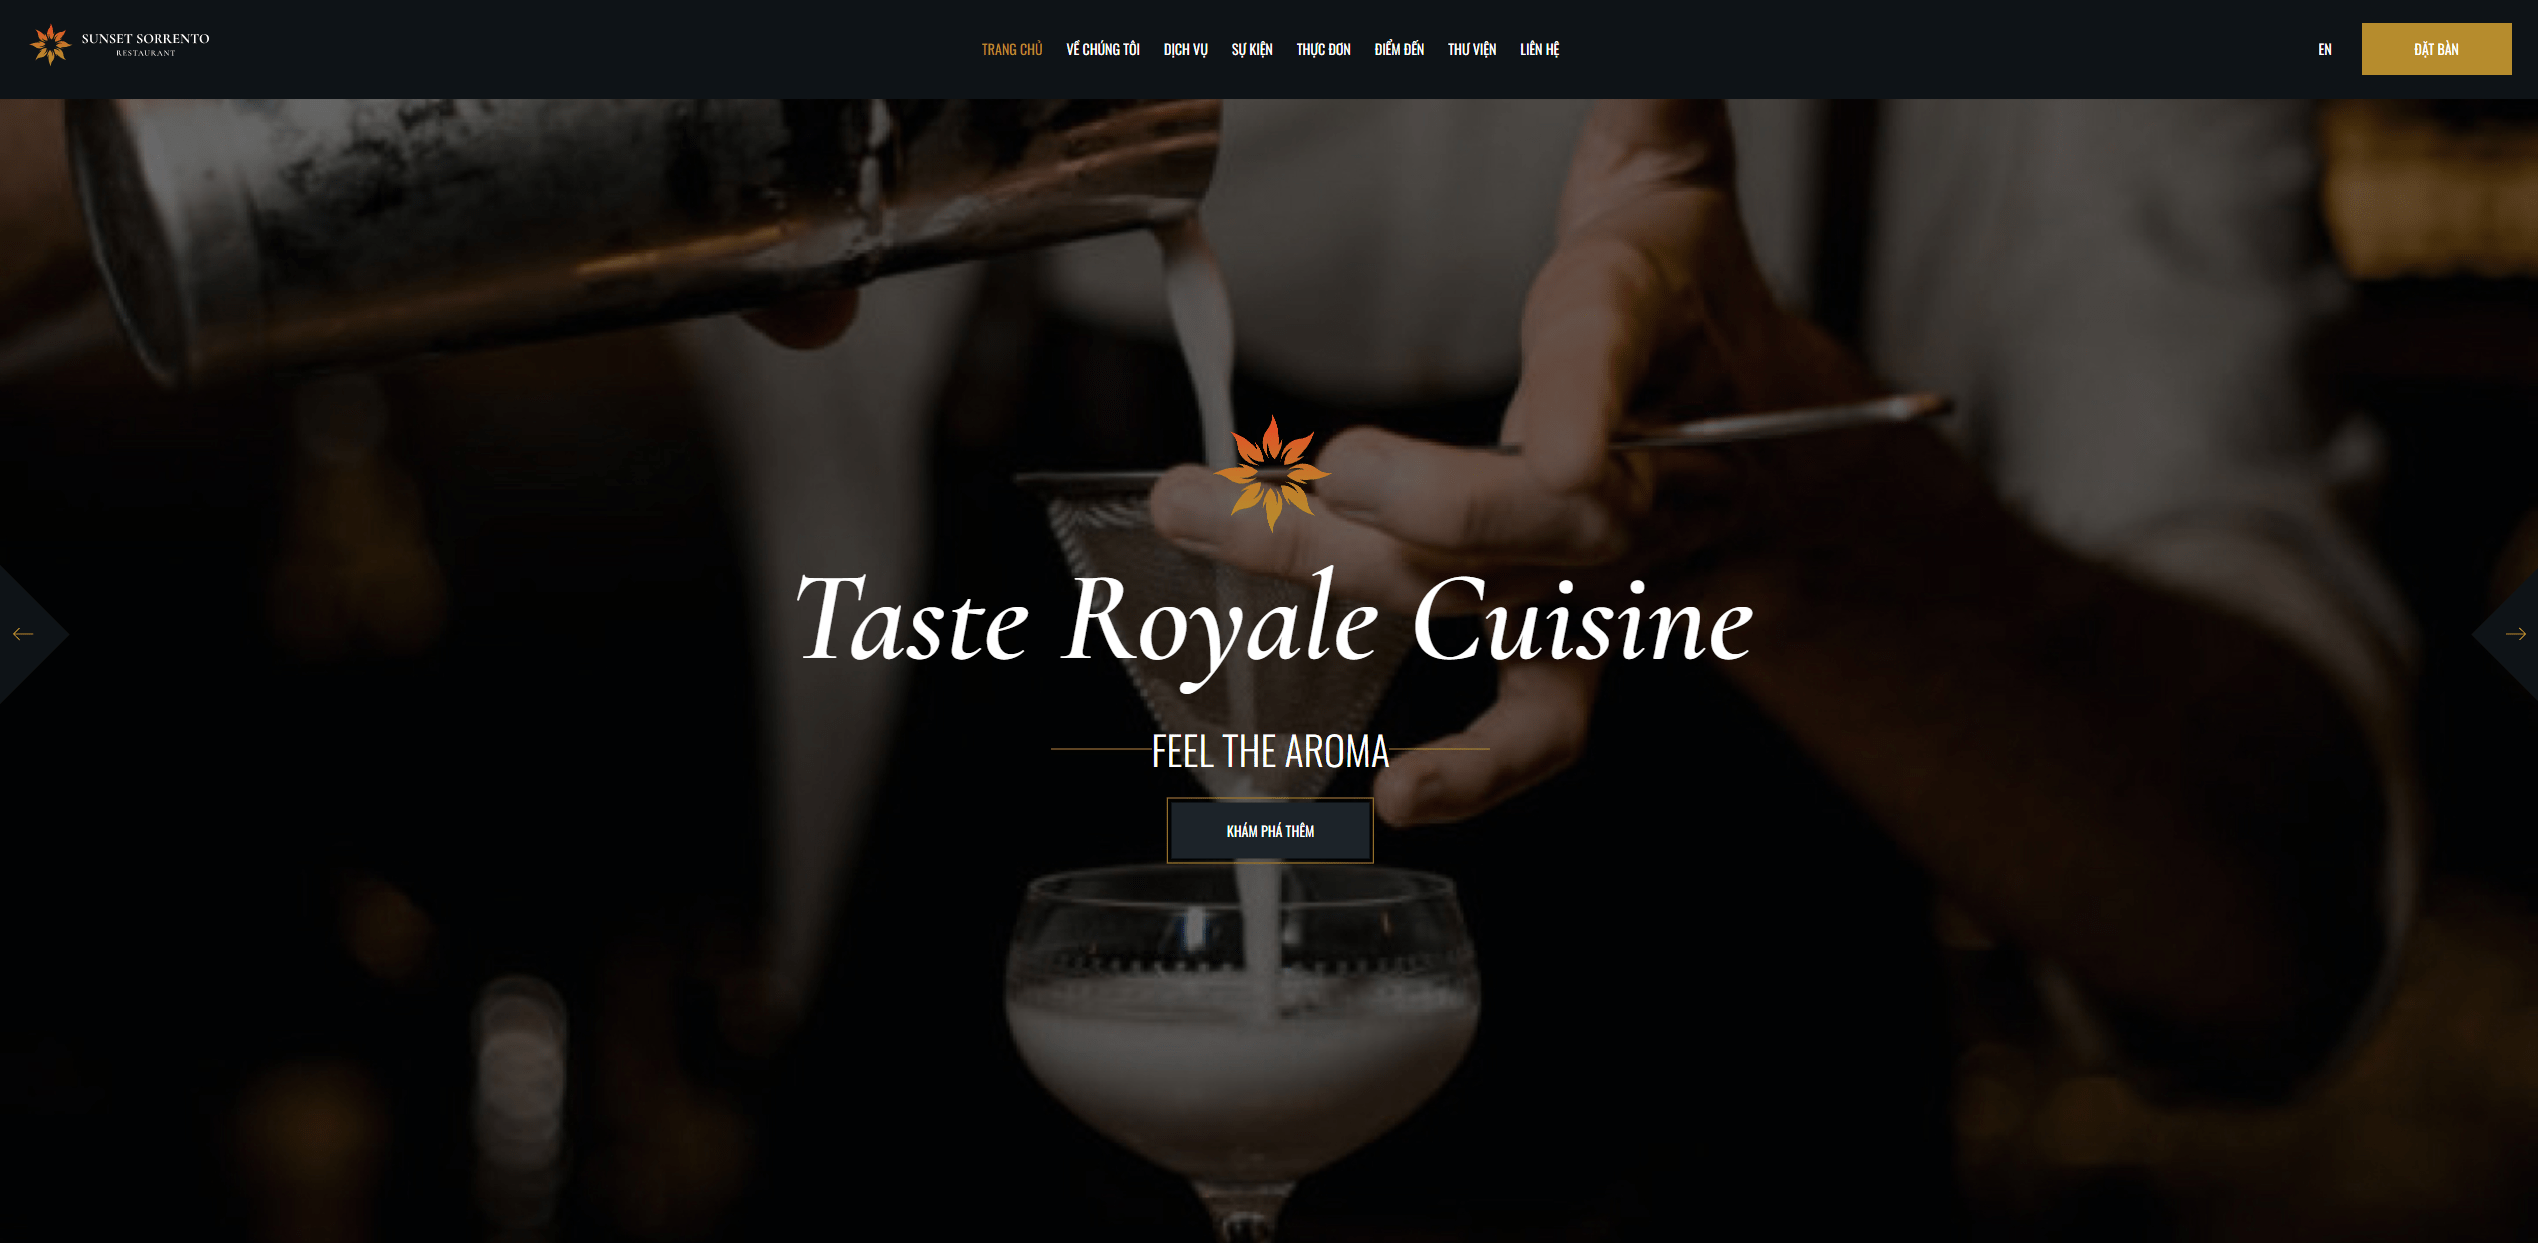 SUNSET SORRENTO
RESTAURANT
TRANG CHỦ VỀ CHÚNG TÔI DỊCH VỤ SỰ KIỆN THỰC ĐƠN ĐIỂM ĐẾN THƯ VIỆN LIÊN HỆ
EN
ĐẶT BÀN
Taste Royale Cuisine
FEEL THE AROMA
KHÁM PHÁ THÊM